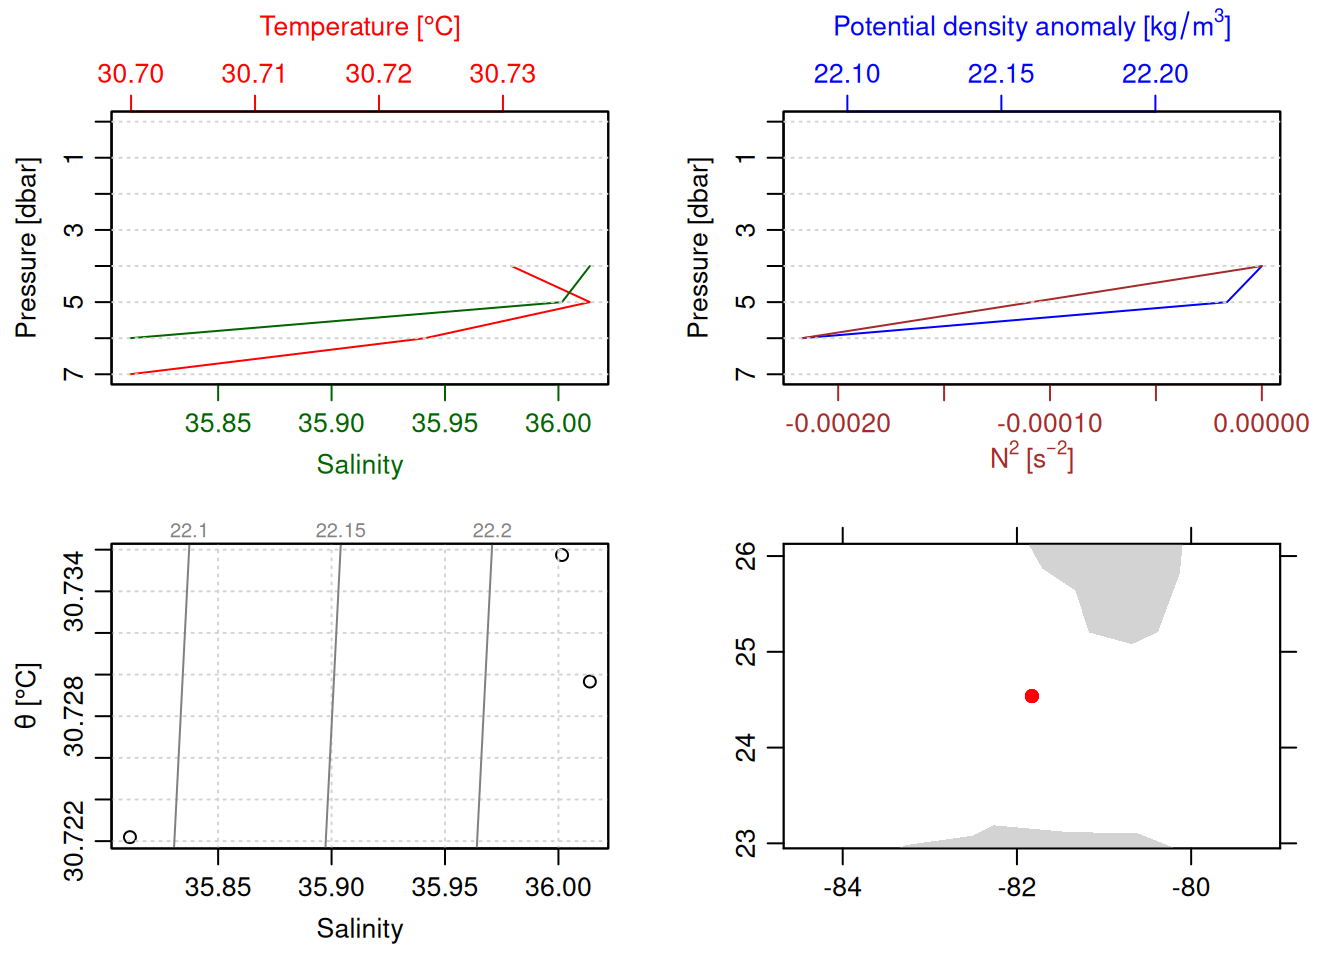 Temperature [°C]
30.70 30.71 30.72 30.73
Pressure [dbar]
1
3
5
7
35.85 35.90 35.95 36.00
Salinity
Potential density anomaly [kg/m³]
22.10 22.15 22.20
Pressure [dbar]
1
3
5
7
-0.00020 -0.00010 0.00000
N² [s⁻²]
22.1 22.15 22.2
θ [°C]
30.734
30.728
30.722
35.85 35.90 35.95 36.00
Salinity
26
25
24
23
-84 -82 -80